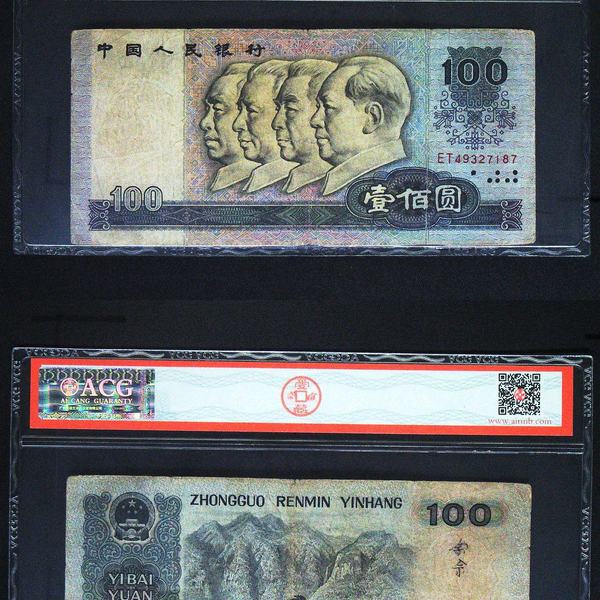 中国人民银行
100
ET49327187
100
壹佰圆
ACG
AI CANG GUARANTY
www.aiinb.com
ZHONGGUO RENMIN YINHANG
100
YIBAI
YUAN